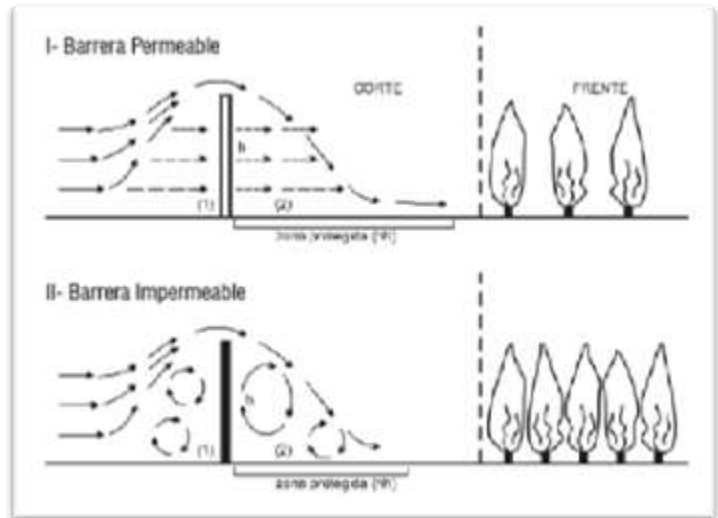 I- Barrera Permeable
CORTE
FRENTE
h
(1)
(2)
zona protegida
II- Barrera Impermeable
h
(1)
(2)
zona protegida